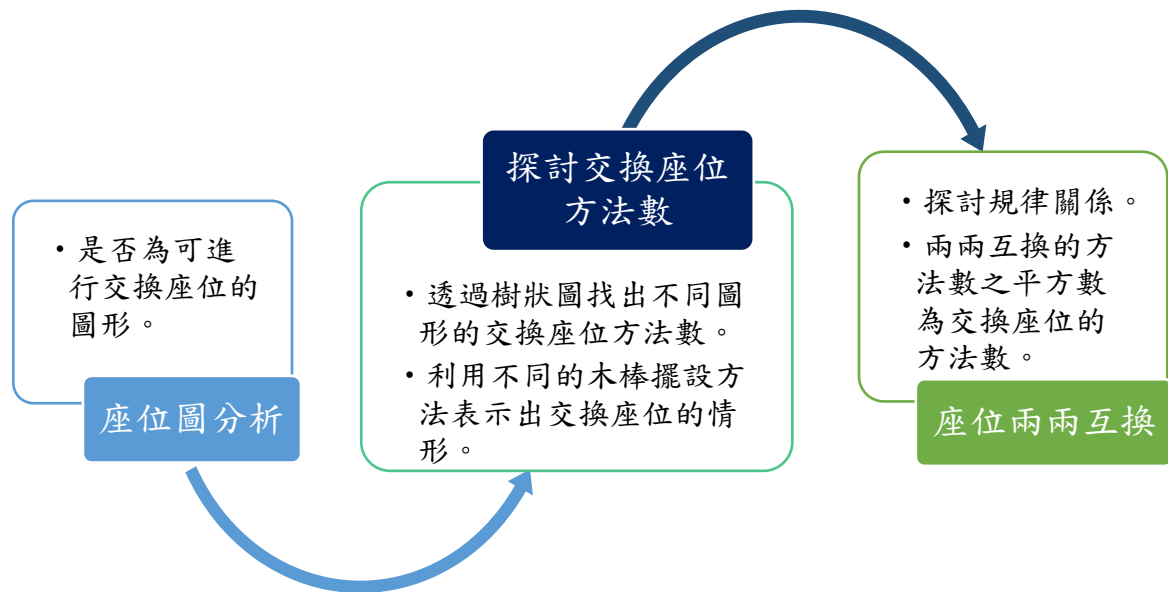 ・是否為可進
行交換座位的
圖形。
座位圖分析
探討交換座位
方法數
・透過樹狀圖找出不同圖
形的交換座位方法數。
・利用不同的木棒擺設方
法表示出交換座位的情
形。
・探討規律關係。
・兩兩互換的方
法數之平方數
為交換座位的
方法數。
座位兩兩互換